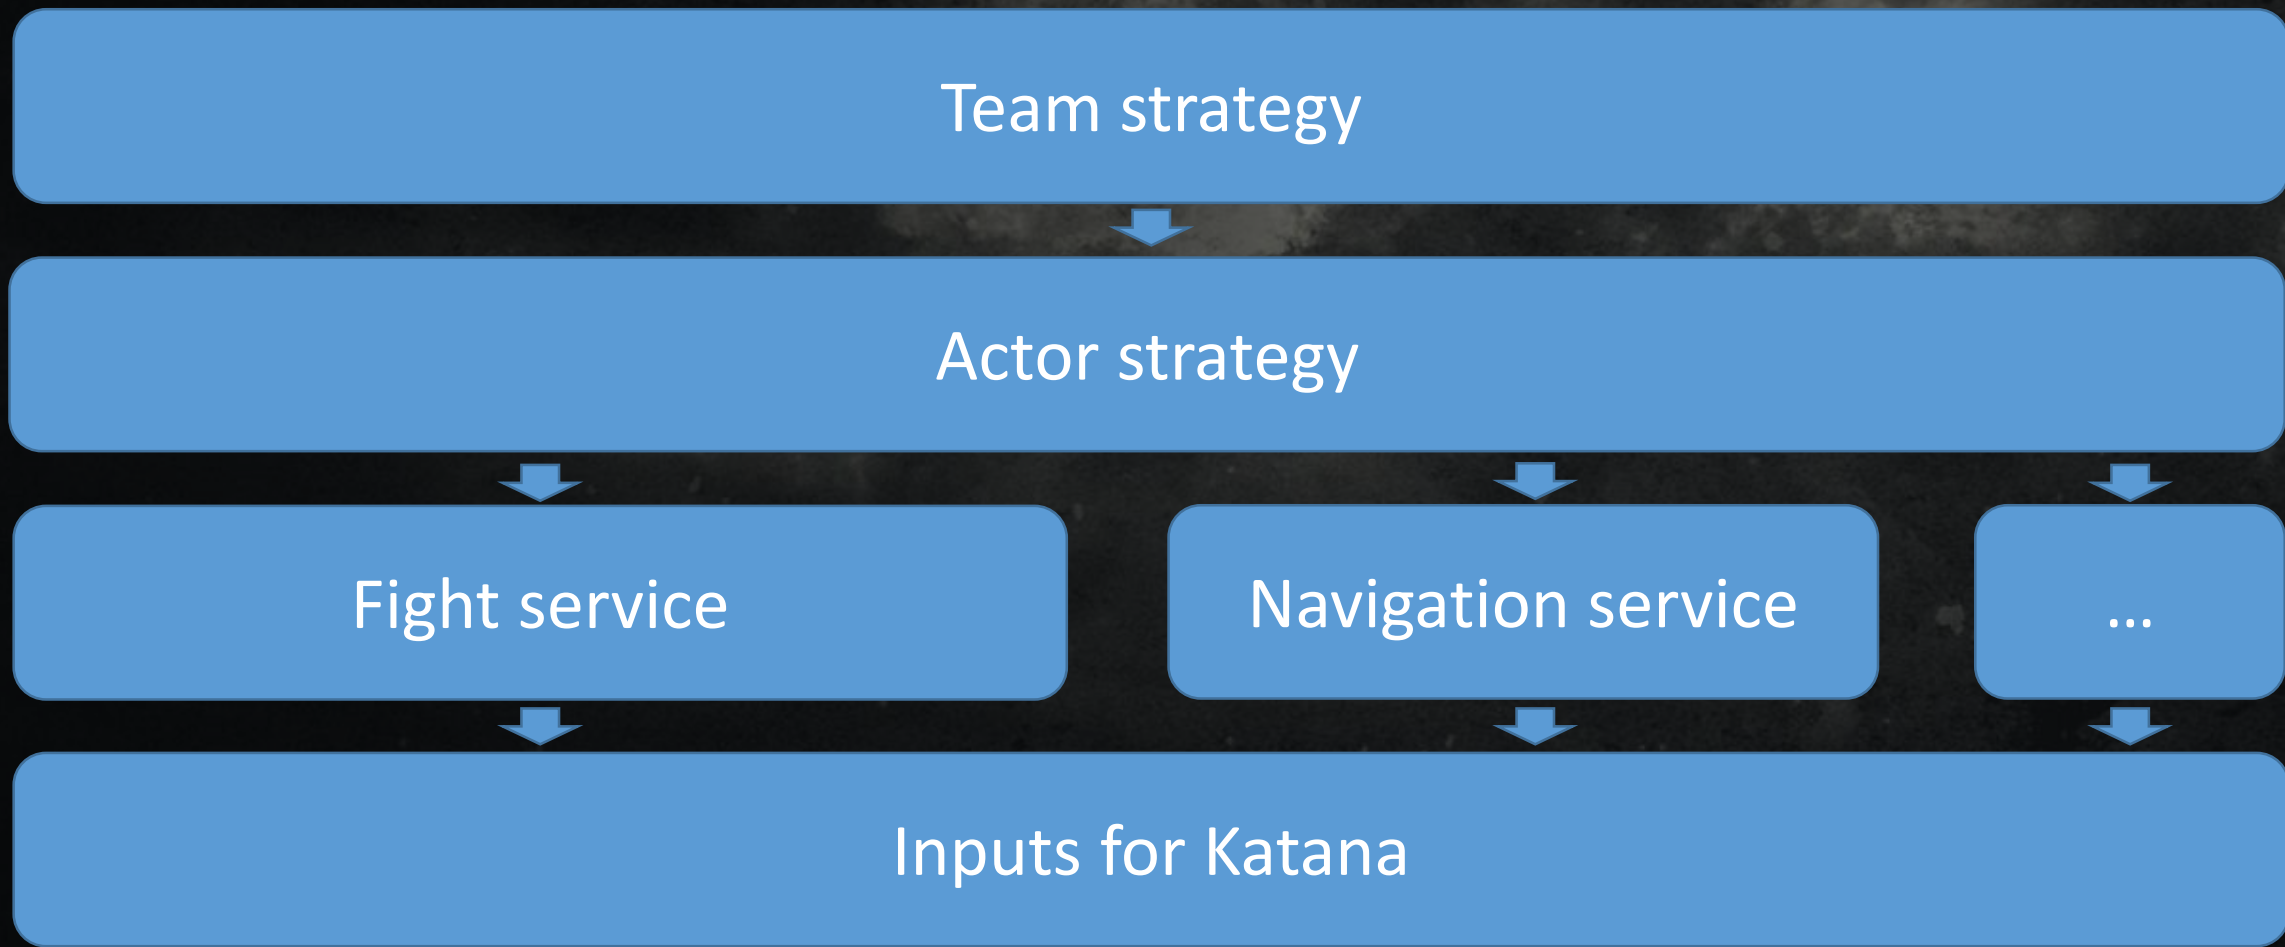 Team strategy
Actor strategy
Fight service
Navigation service
...
Inputs for Katana